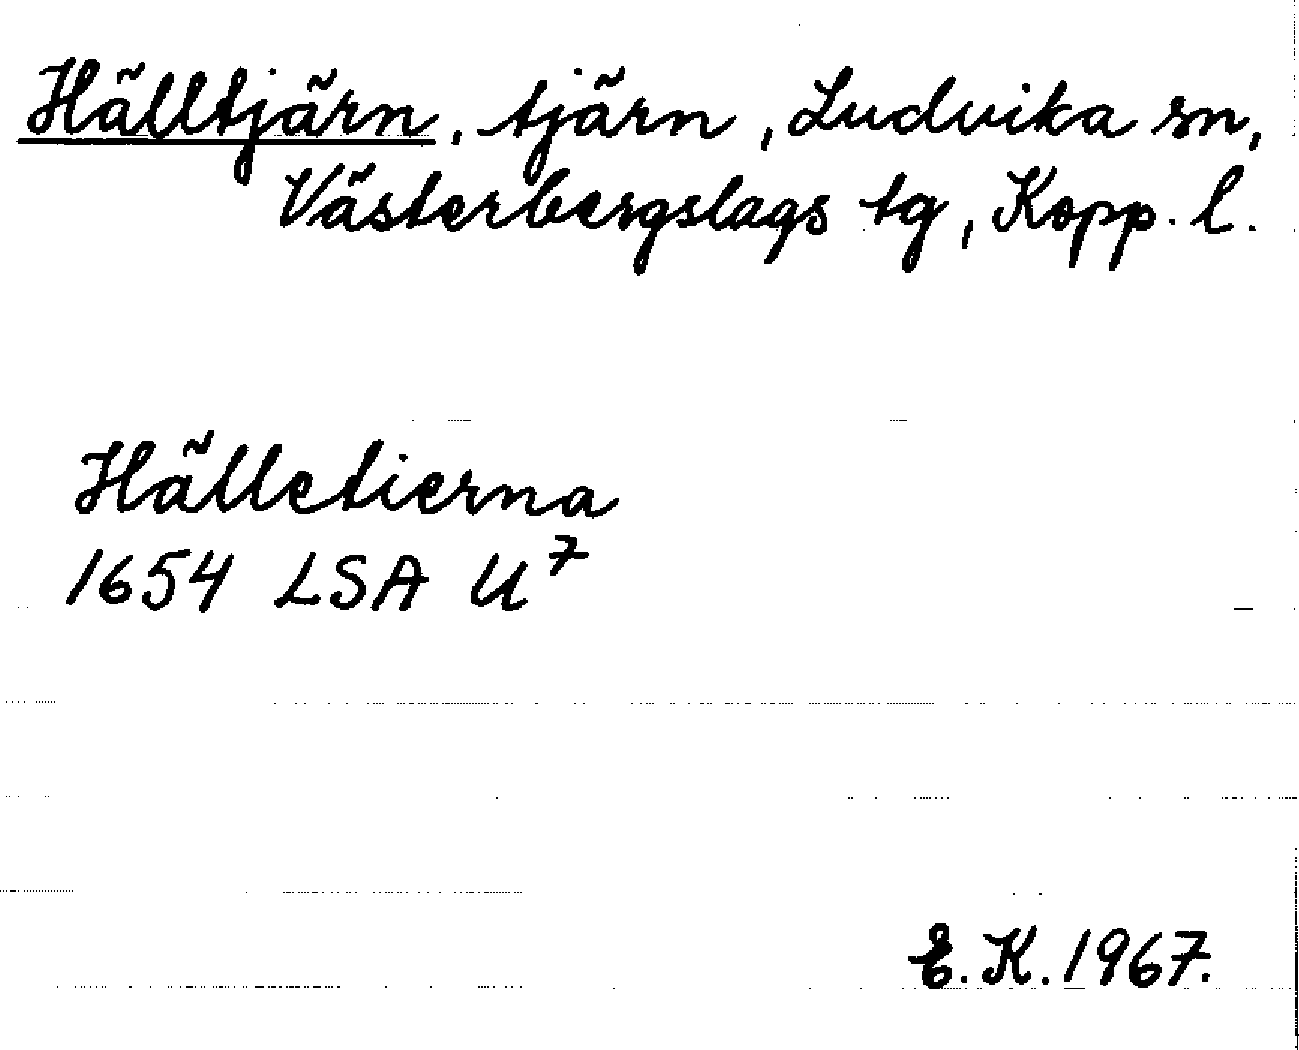 Hälltjärn, tjärn, Ludvika sn,
Västerbergslags tg, Kopp. l.
Hälletierna
1654 LSA U⁷
E.K. 1967.